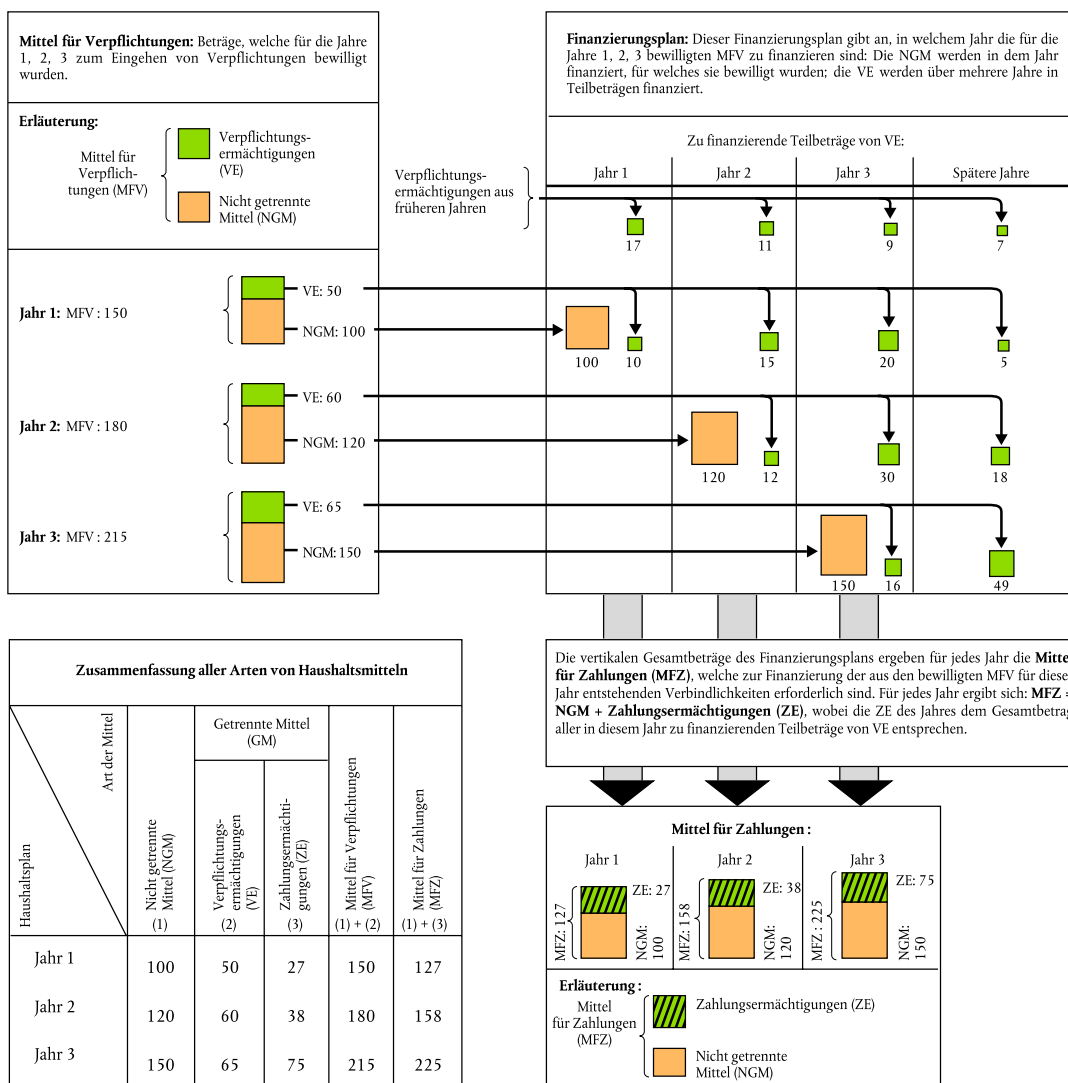 Mittel für Verpflichtungen: Beträge, welche für die Jahre
1, 2, 3 zum Eingehen von Verpflichtungen bewilligt
wurden.
Erläuterung:
Mittel für
Verpflich-
tungen (MFV)
Verpflichtungs-
ermächtigungen
(VE)
Nicht getrennte
Mittel (NGM)
Jahr 1: MFV : 150
VE: 50
NGM: 100
Jahr 2: MFV : 180
VE: 60
NGM: 120
Jahr 3: MFV : 215
VE: 65
NGM: 150
Finanzierungsplan: Dieser Finanzierungsplan gibt an, in welchem Jahr die für die
Jahre 1, 2, 3 bewilligten MFV zu finanzieren sind: Die NGM werden in dem Jahr
finanziert, für welches sie bewilligt wurden; die VE werden über mehrere Jahre in
Teilbeträgen finanziert.
Zu finanzierende Teilbeträge von VE:
Jahr 1 Jahr 2 Jahr 3 Spätere Jahre
Verpflichtungs-
ermächtigungen aus
früheren Jahren
17 11 9 7
100 10 15 20 5
120 12 30 18
150 16 49
Die vertikalen Gesamtbeträge des Finanzierungsplans ergeben für jedes Jahr die Mitte
für Zahlungen (MFZ), welche zur Finanzierung der aus den bewilligten MFV für diese
Jahr entstehenden Verbindlichkeiten erforderlich sind. Für jedes Jahr ergibt sich: MFZ =
NGM + Zahlungsermächtigungen (ZE), wobei die ZE des Jahres dem Gesamtbetrag
aller in diesem Jahr zu finanzierenden Teilbeträge von VE entsprechen.
Zusammenfassung aller Arten von Haushaltsmitteln
Haushaltsplan
Art der Mittel
Nicht getrennte
Mittel (NGM)
(1)
Getrennte Mittel
(GM)
Verpflichtungs-
ermächtigungen
(VE)
(2)
Zahlungsermächti-
gungen (ZE)
(3)
Mittel für Verpflichtungen
(MFV)
(1) + (2)
Mittel für Zahlungen
(MFZ)
(1) + (3)
Jahr 1 100 50 27 150 127
Jahr 2 120 60 38 180 158
Jahr 3 150 65 75 215 225
Mittel für Zahlungen :
Jahr 1
MFZ: 127
ZE: 27
NGM:
100
Jahr 2
MFZ: 158
ZE: 38
NGM:
120
Jahr 3
MFZ : 225
ZE: 75
NGM:
150
Erläuterung :
Mittel
für Zahlungen
(MFZ)
Zahlungsermächtigungen (ZE)
Nicht getrennte
Mittel (NGM)